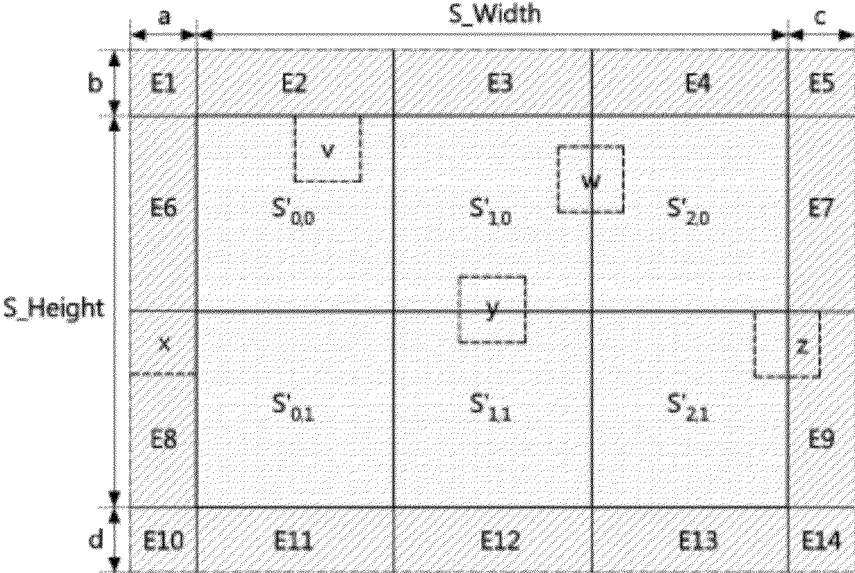 a S_Width c
b E1 E2 E3 E4 E5
v
w
E6 S'0,0 S'1,0 S'2,0 E7
S_Height y
x z
S'0,1 S'1,1 S'2,1
E8 E9
d E10 E11 E12 E13 E14